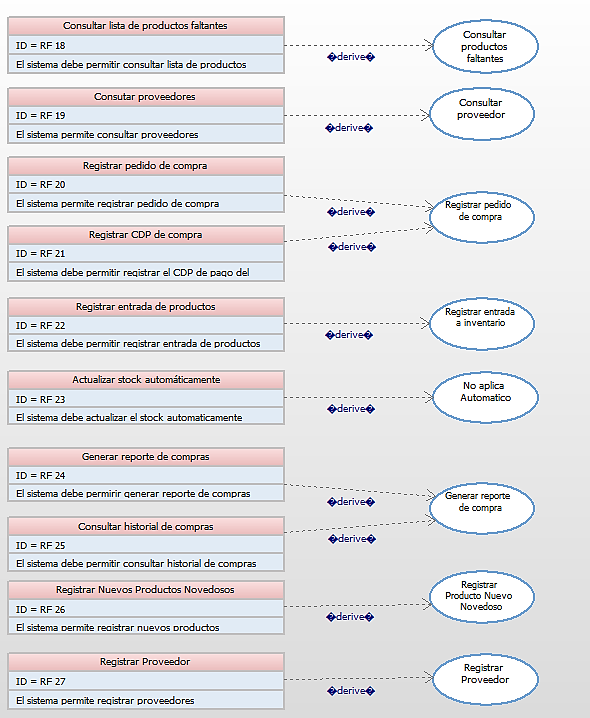 Consultar lista de productos faltantes
ID = RF 18
El sistema debe permitir consultar lista de productos
�derive�
Consultar
productos
faltantes
Consutar proveedores
ID = RF 19
El sistema permite consultar proveedores
�derive�
Consultar
proveedor
Registrar pedido de compra
ID = RF 20
El sistema permite registrar pedido de compra
�derive�
Registrar pedido
de compra
Registrar CDP de compra
ID = RF 21
El sistema debe permitir registrar el CDP de pago del
�derive�
Registrar entrada de productos
ID = RF 22
El sistema debe permitir registrar entrada de productos
�derive�
Registrar entrada
a inventario
Actualizar stock automáticamente
ID = RF 23
El sistema debe actualizar el stock automaticamente
�derive�
No aplica
Automatico
Generar reporte de compras
ID = RF 24
El sistema debe permirir generar reporte de compras
�derive�
Generar reporte
de compra
Consultar historial de compras
ID = RF 25
El sistema debe permitir consultar historial de compras
�derive�
Registrar Nuevos Productos Novedosos
ID = RF 26
El sistema permite registrar nuevos productos
�derive�
Registrar
Producto Nuevo
Novedoso
Registrar Proveedor
ID = RF 27
El sistema permite registrar proveedores
�derive�
Registrar
Proveedor